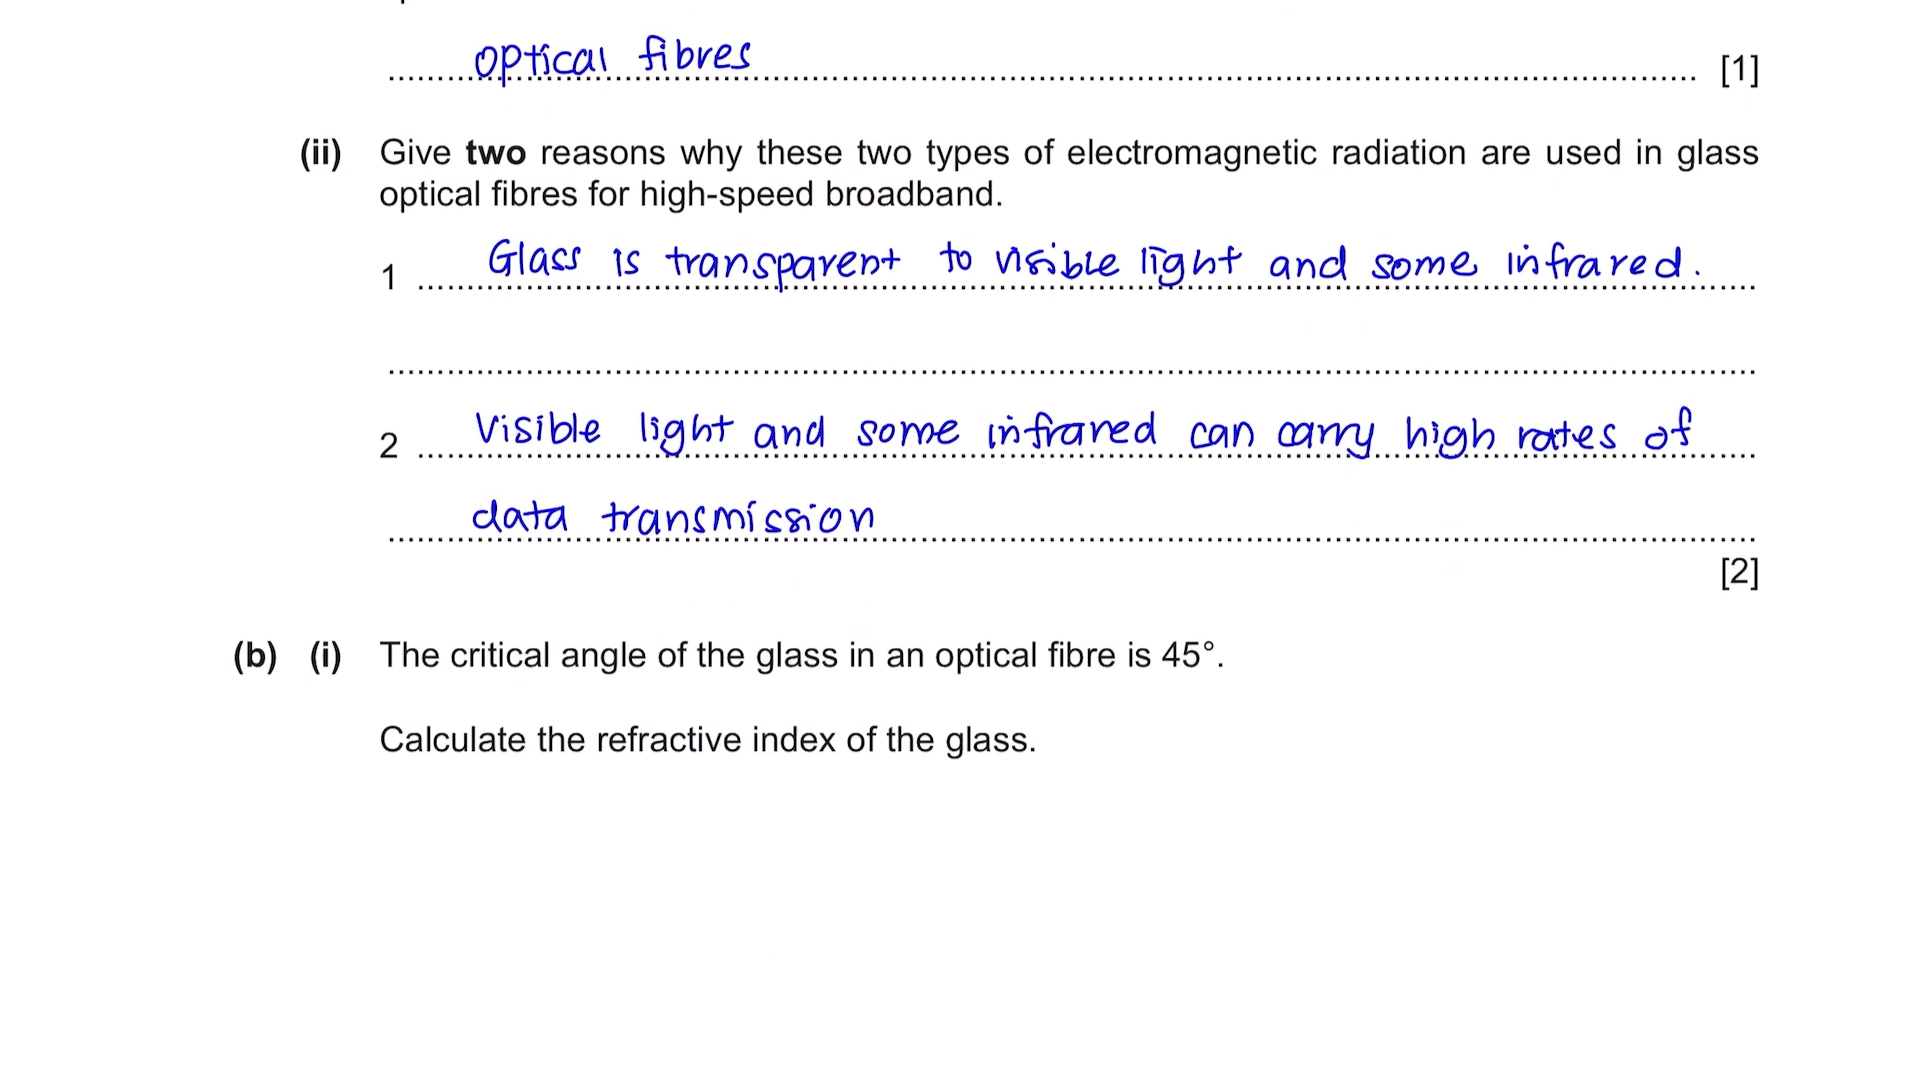 optical fibres [1]
(ii) Give two reasons why these two types of electromagnetic radiation are used in glass
optical fibres for high-speed broadband.
1 Glass is transparent to visible light and some infrared.
2 Visible light and some infrared can carry high rates of
data transmission
[2]
(b) (i) The critical angle of the glass in an optical fibre is 45°.
Calculate the refractive index of the glass.